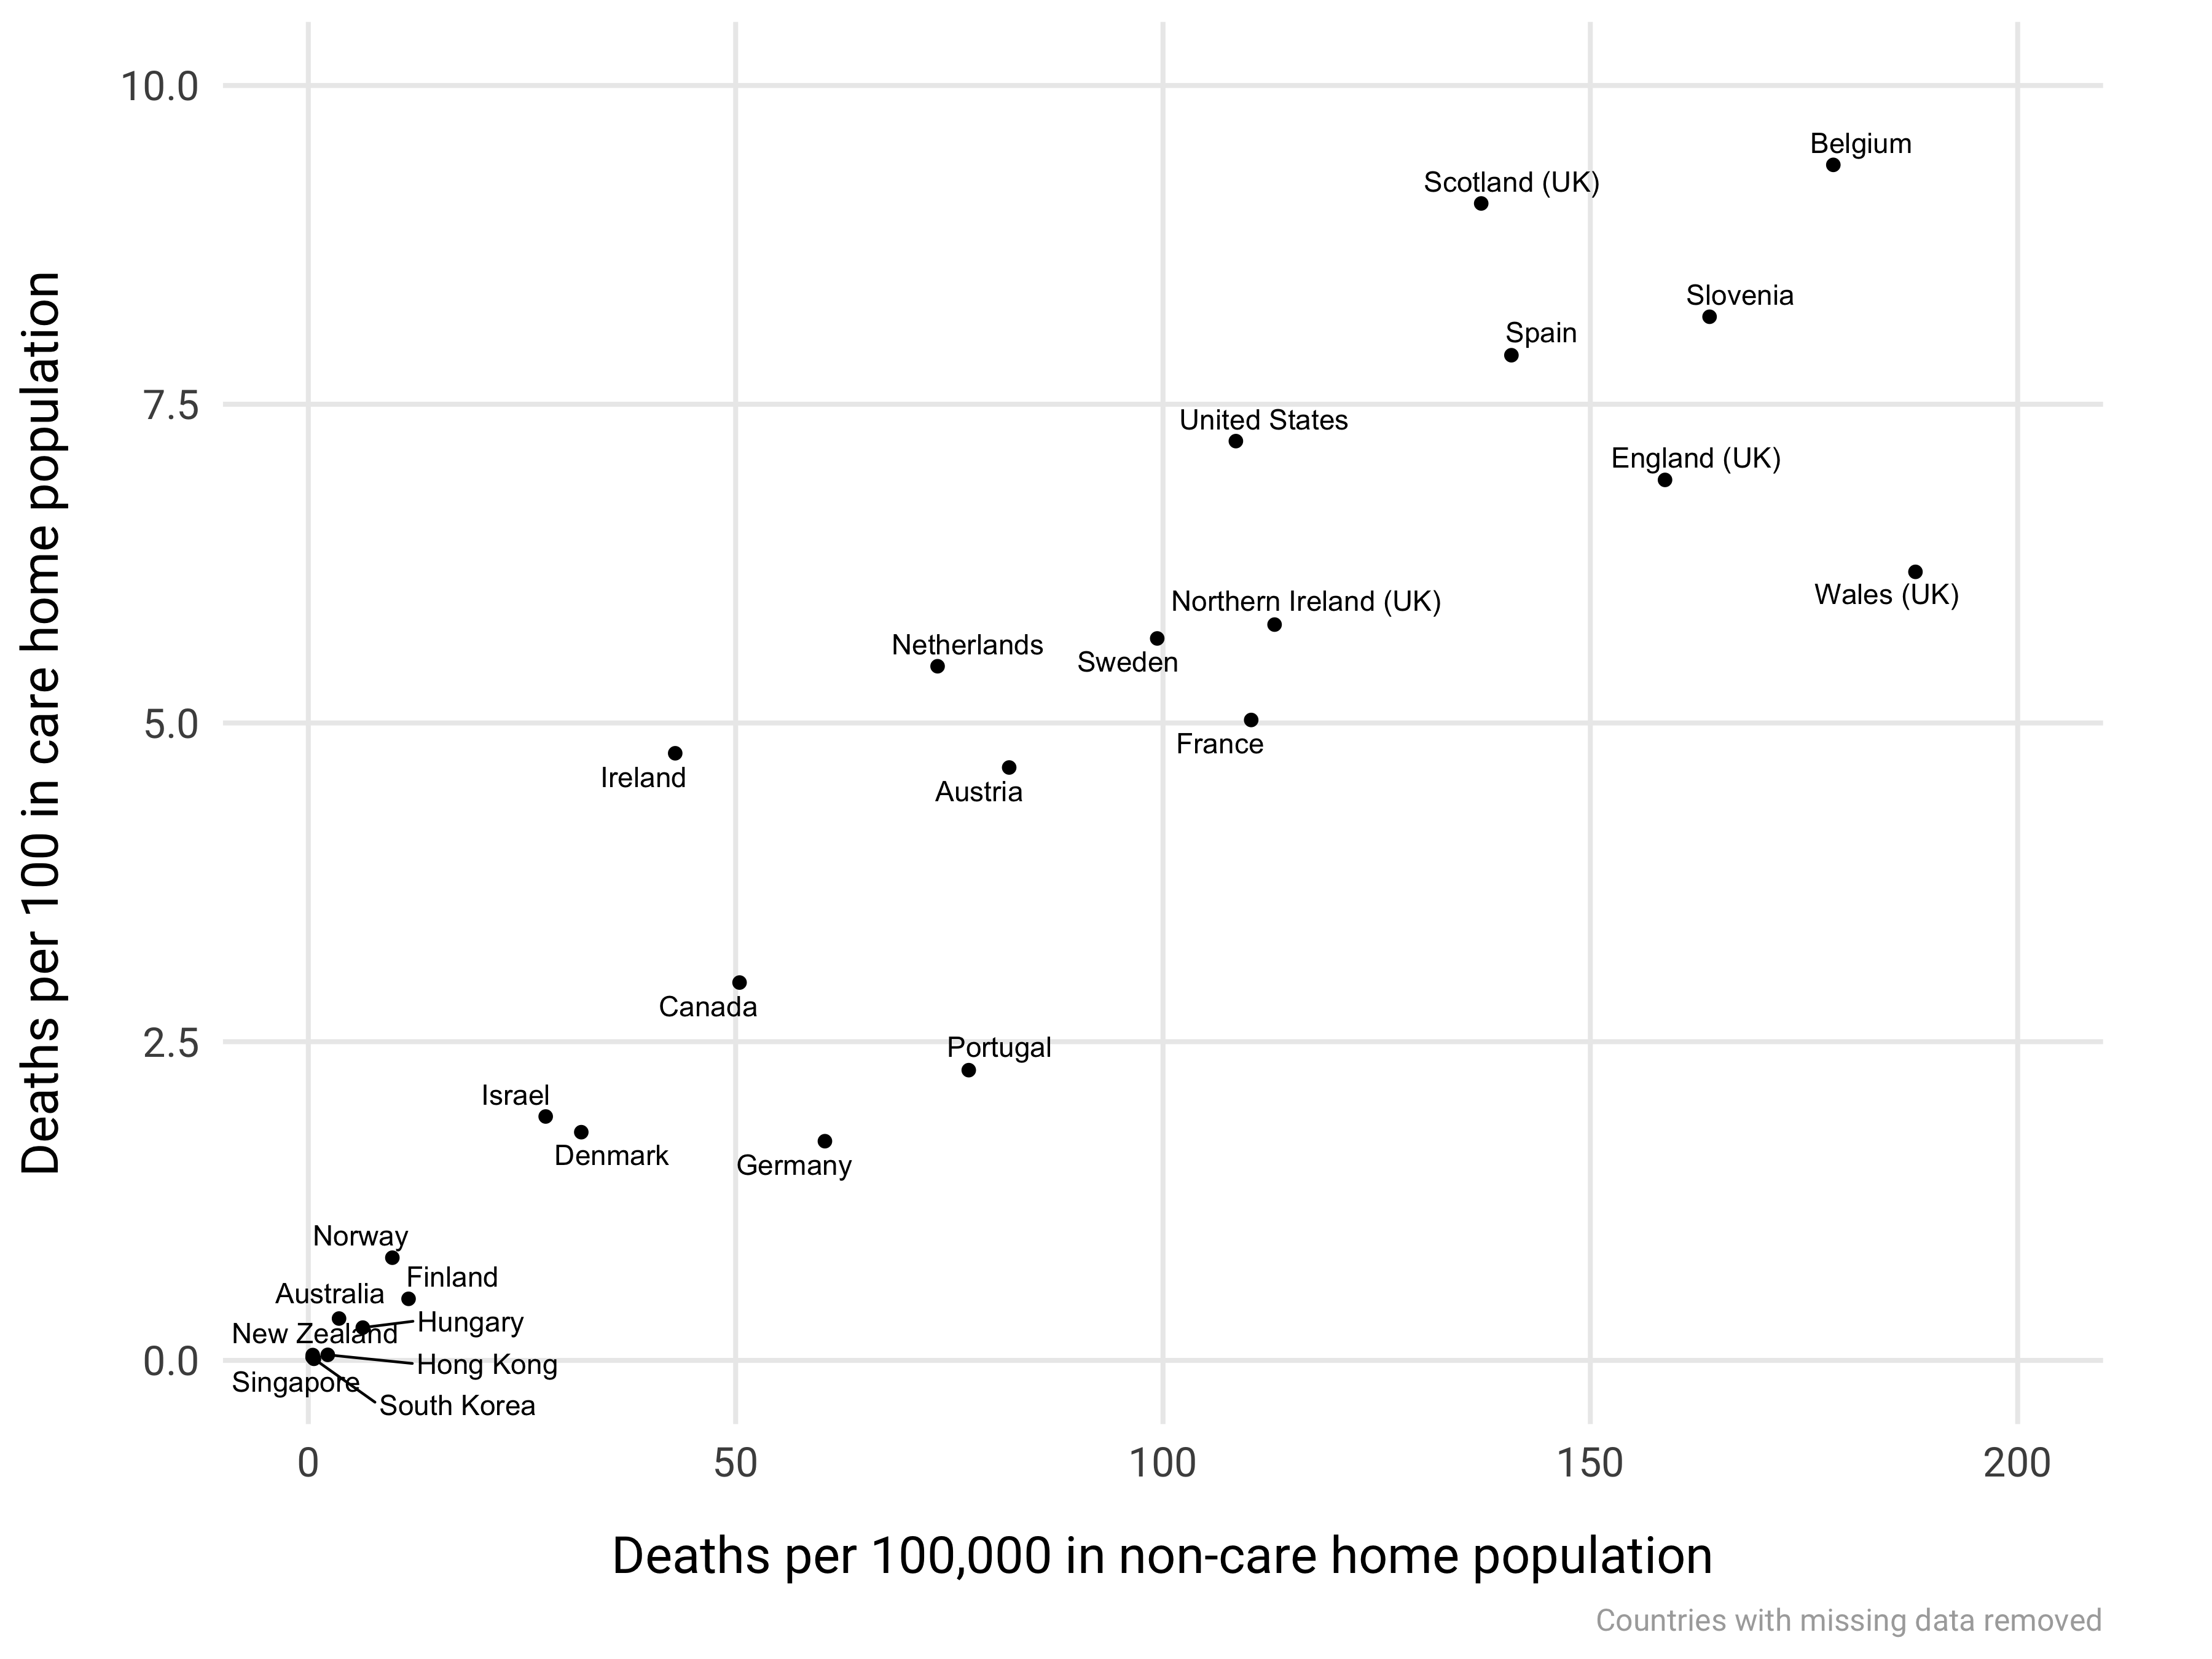 10.0
Belgium
Scotland (UK)
Slovenia
Spain
7.5
United States
England (UK)
Wales (UK)
Northern Ireland (UK)
Netherlands
Sweden
5.0
France
Ireland
Austria
Canada
2.5
Portugal
Israel
Denmark
Germany
Norway
Finland
Australia
Hungary
New Zealand
0.0
Hong Kong
Singapore
South Korea
0
50
100
150
200
Deaths per 100 in care home population
Deaths per 100,000 in non-care home population
Countries with missing data removed